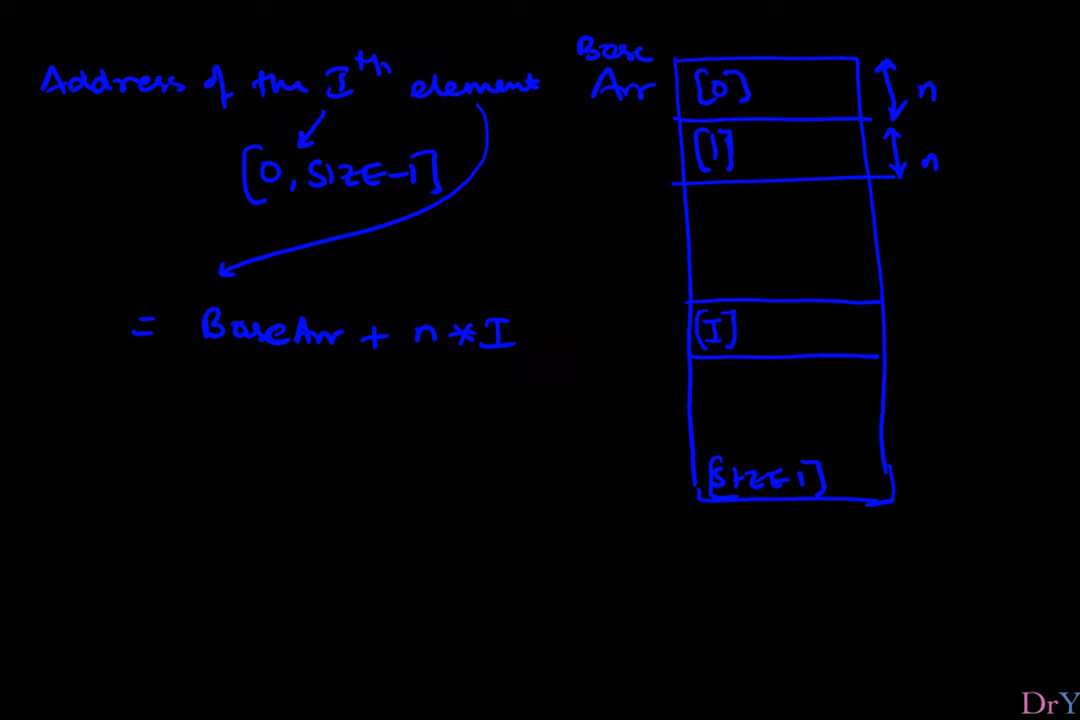 Address of the Ith element
[0, SIZE-1]
= BaseArr + n * I
Base
Arr
[0]
n
[1]
n
[I]
[SIZE-1]
DrY